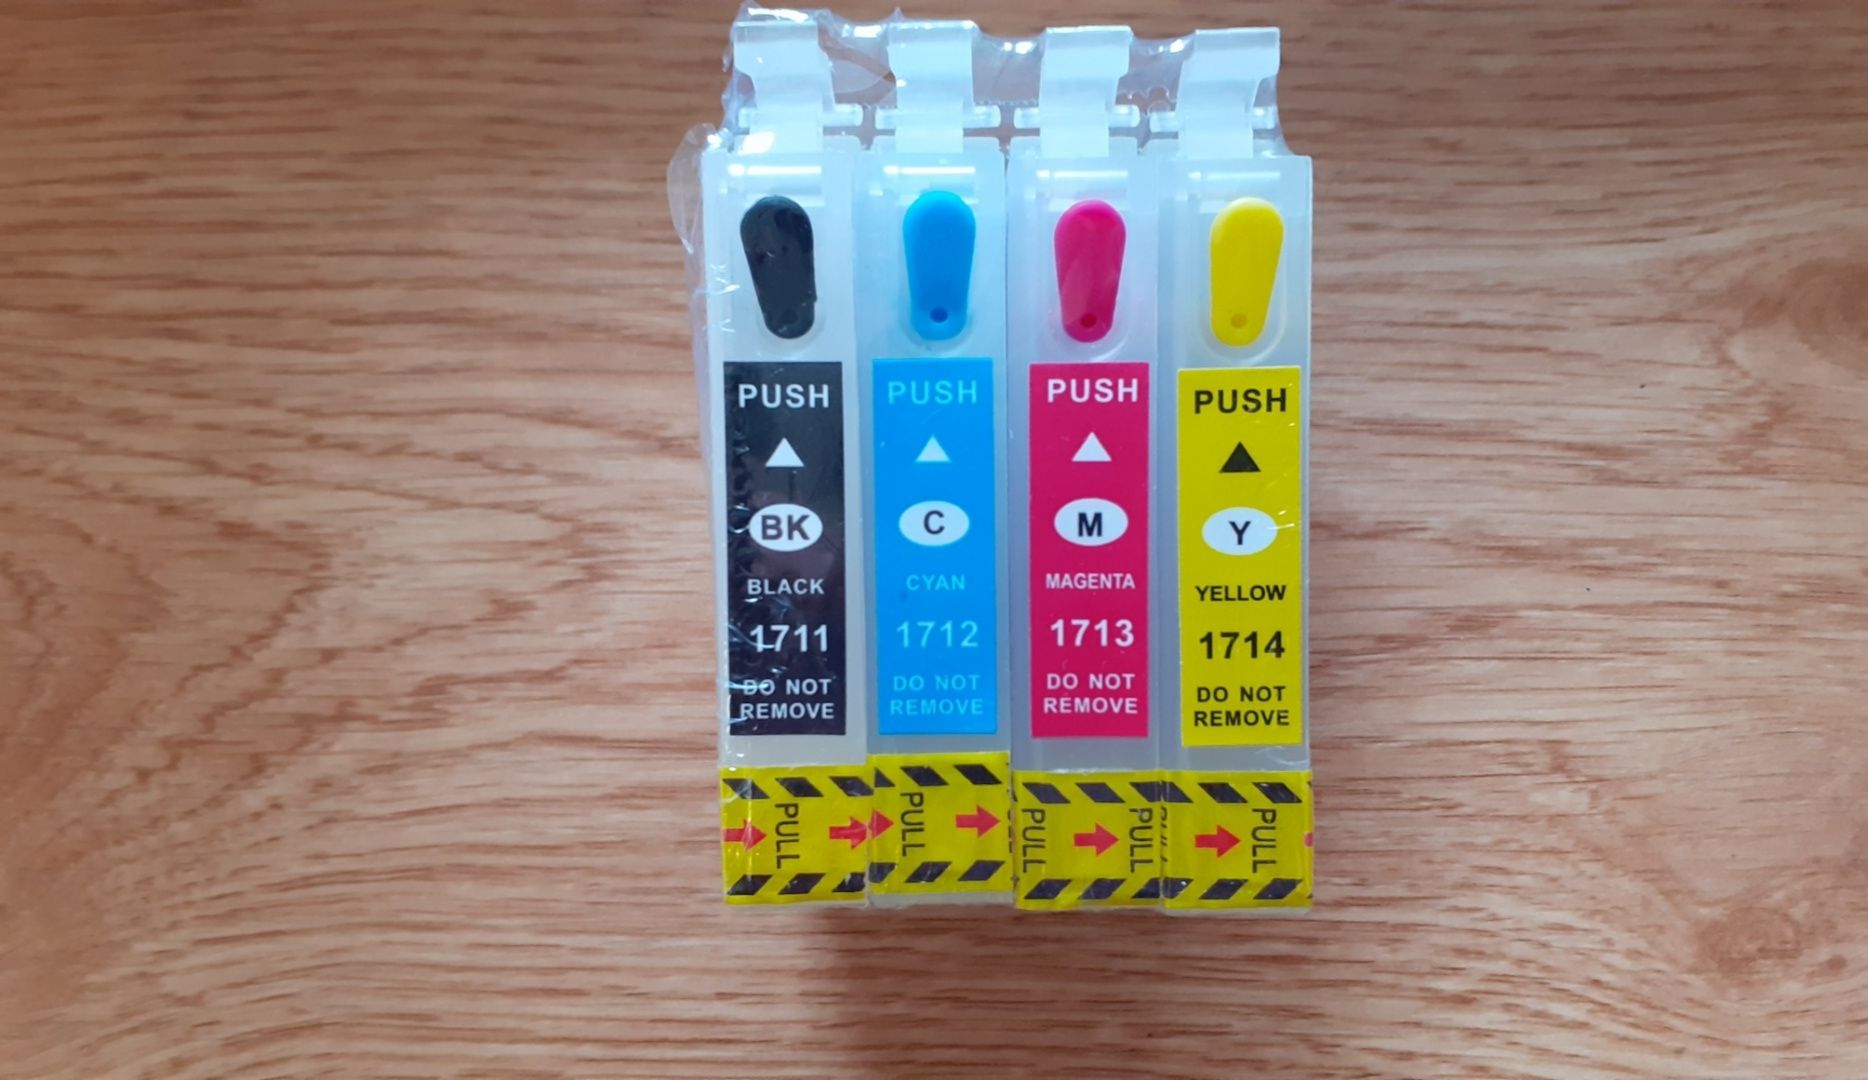 PUSH
BK
BLACK
1711
DO NOT
REMOVE
PUSH
C
CYAN
1712
DO NOT
REMOVE
PUSH
M
MAGENTA
1713
DO NOT
REMOVE
PUSH
Y
YELLOW
1714
DO NOT
REMOVE
PULL
PULL
PULL
PULL
PULL